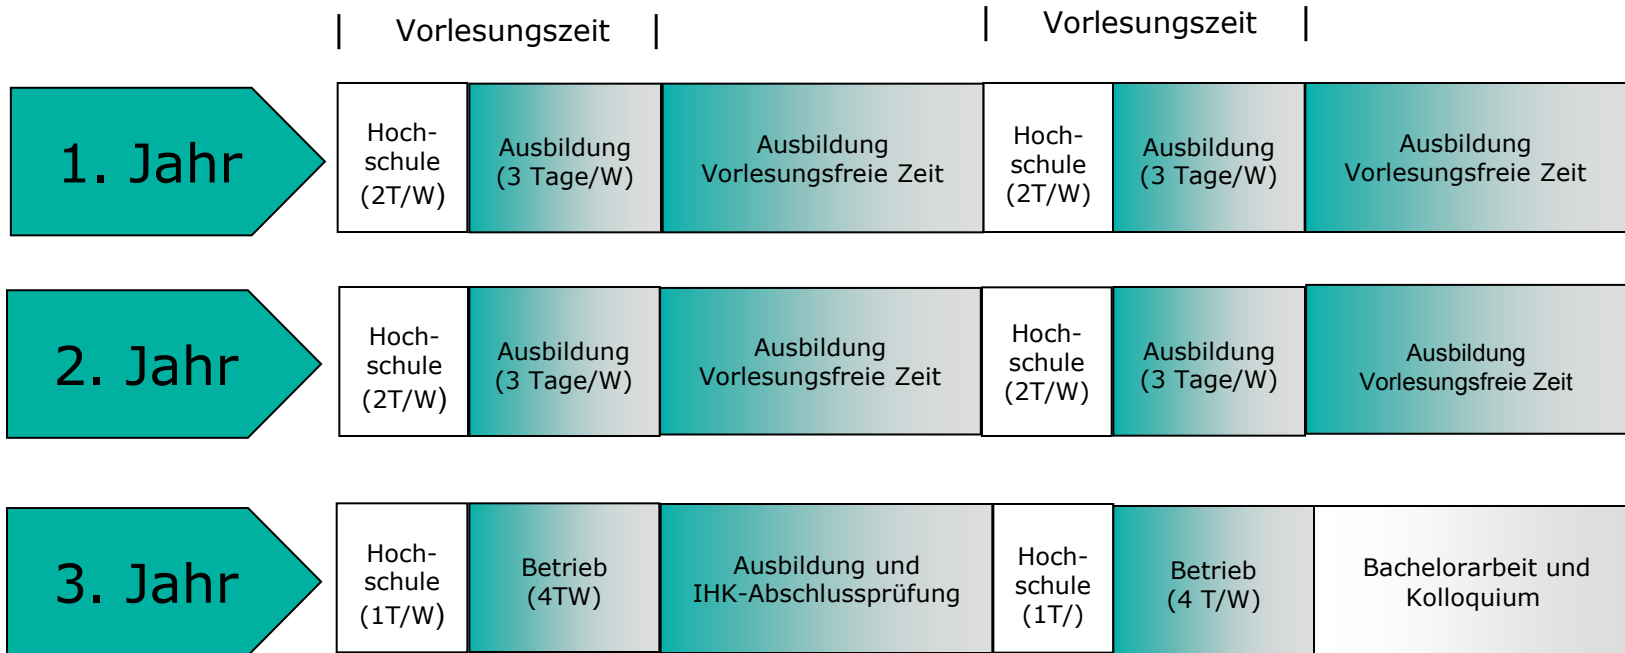 Vorlesungszeit
Vorlesungszeit
1. Jahr
Hoch-
schule
(2T/W)
Ausbildung
(3 Tage/W)
Ausbildung
Vorlesungsfreie Zeit
Hoch-
schule
(2T/W)
Ausbildung
(3 Tage/W)
Ausbildung
Vorlesungsfreie Zeit
2. Jahr
Hoch-
schule
(2T/W)
Ausbildung
(3 Tage/W)
Ausbildung
Vorlesungsfreie Zeit
Hoch-
schule
(2T/W)
Ausbildung
(3 Tage/W)
Ausbildung
Vorlesungsfreie Zeit
3. Jahr
Hoch-
schule
(1T/W)
Betrieb
(4TW)
Ausbildung und
IHK-Abschlussprüfung
Hoch-
schule
(1T/)
Betrieb
(4 T/W)
Bachelorarbeit und
Kolloquium